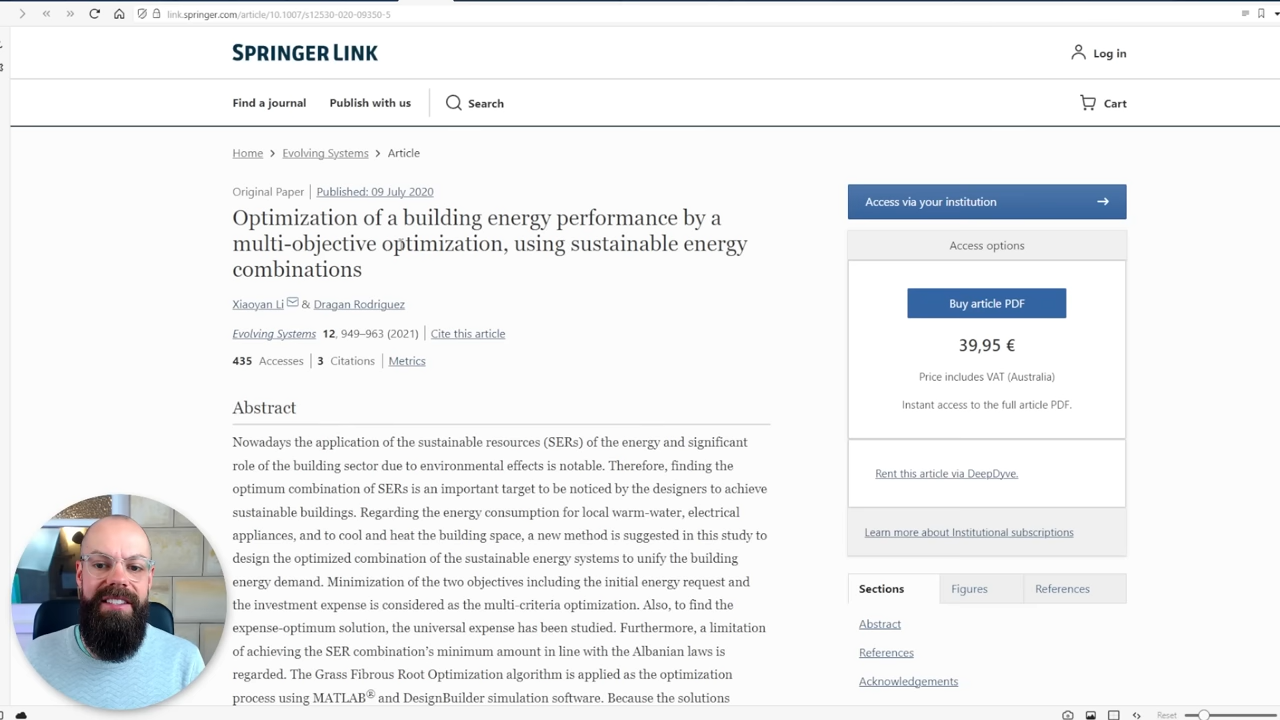 link.springer.com/article/10.1007/s12530-020-09350-5
SPRINGER LINK
Log in
Find a journal
Publish with us
Search
Cart
Home > Evolving Systems > Article
Original Paper | Published: 09 July 2020
Optimization of a building energy performance by a
multi-objective optimization, using sustainable energy
combinations
Xiaoyan Li & Dragan Rodriguez
Evolving Systems 12, 949–963 (2021) | Cite this article
435 Accesses | 3 Citations | Metrics
Abstract
Nowadays the application of the sustainable resources (SERs) of the energy and significant
role of the building sector due to environmental effects is notable. Therefore, finding the
optimum combination of SERs is an important target to be noticed by the designers to achieve
sustainable buildings. Regarding the energy consumption for local warm-water, electrical
appliances, and to cool and heat the building space, a new method is suggested in this study to
design the optimized combination of the sustainable energy systems to unify the building
energy demand. Minimization of the two objectives including the initial energy request and
the investment expense is considered as the multi-criteria optimization. Also, to find the
expense-optimum solution, the universal expense has been studied. Furthermore, a limitation
of achieving the SER combination's minimum amount in line with the Albanian laws is
regarded. The Grass Fibrous Root Optimization algorithm is applied as the optimization
process using MATLAB® and DesignBuilder simulation software. Because the solutions
Access via your institution →
Access options
Buy article PDF
39,95 €
Price includes VAT (Australia)
Instant access to the full article PDF.
Rent this article via DeepDyve.
Learn more about Institutional subscriptions
Sections
Figures
References
Abstract
References
Acknowledgements
Reset